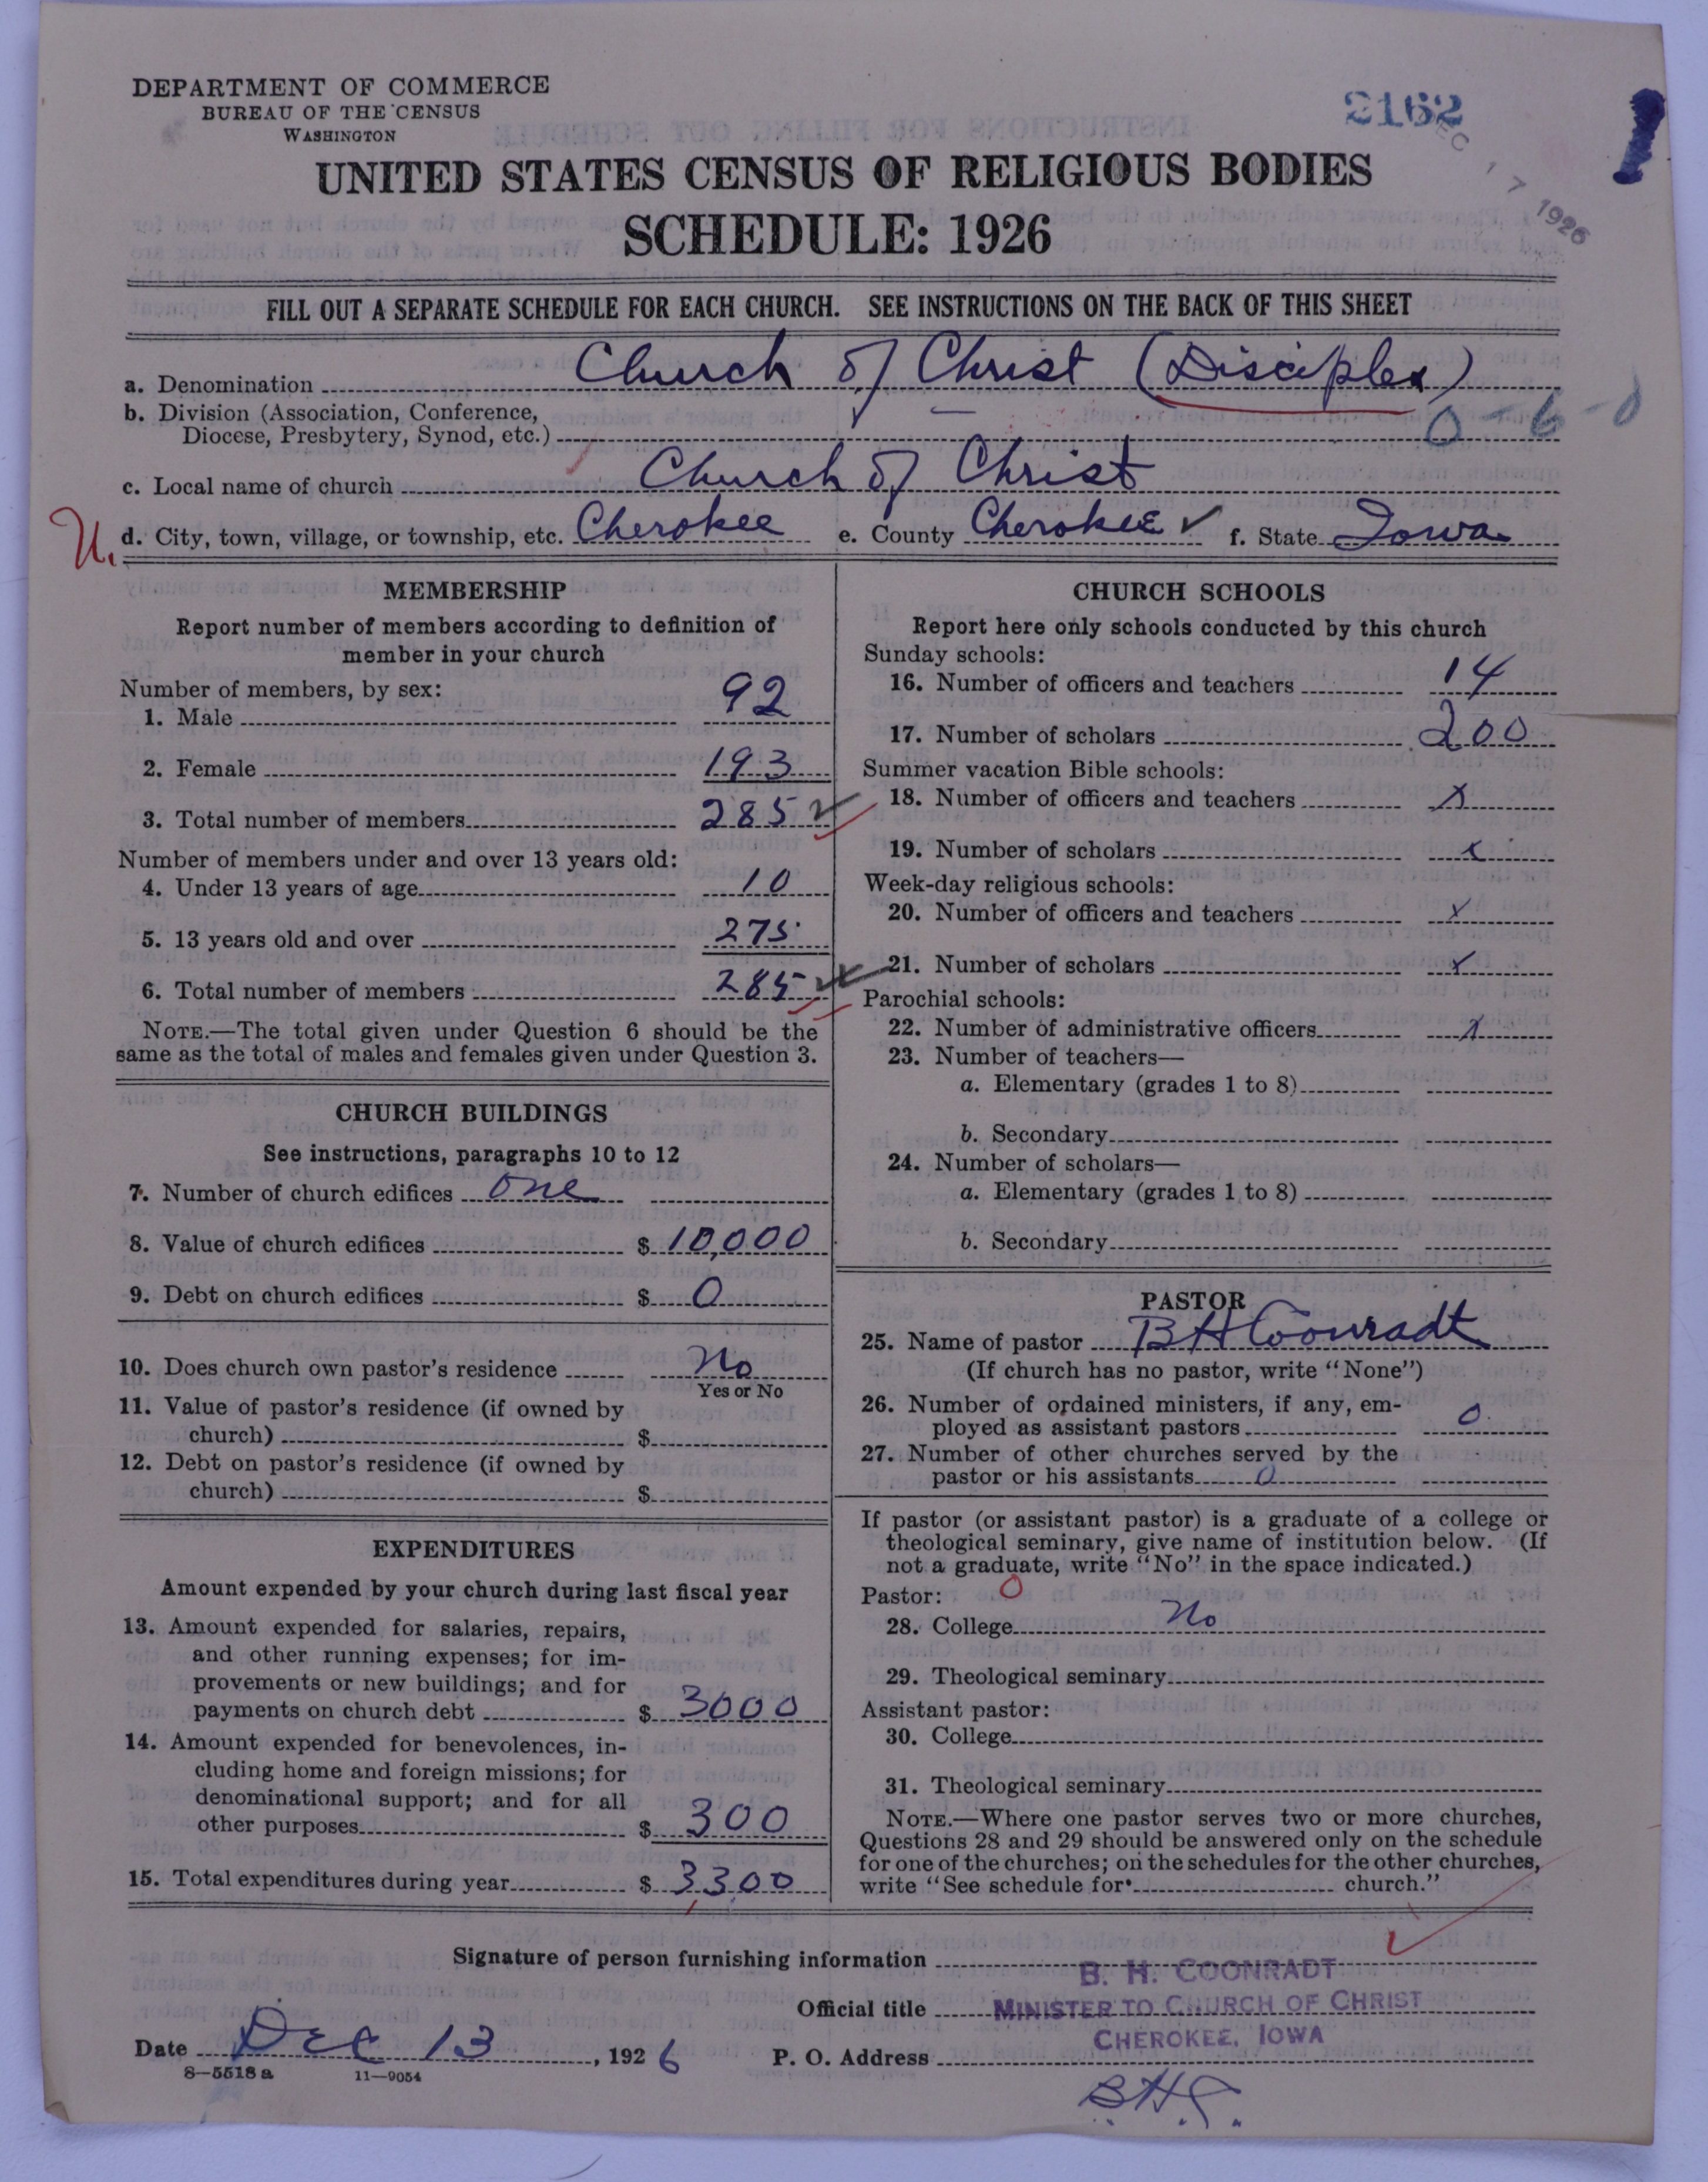 DEPARTMENT OF COMMERCE
BUREAU OF THE CENSUS
WASHINGTON
2162
DEC 17 1926
UNITED STATES CENSUS OF RELIGIOUS BODIES
SCHEDULE: 1926
FILL OUT A SEPARATE SCHEDULE FOR EACH CHURCH. SEE INSTRUCTIONS ON THE BACK OF THIS SHEET
a. Denomination Church of Christ (Disciples)
b. Division (Association, Conference,
Diocese, Presbytery, Synod, etc.)
0-6-0
c. Local name of church Church of Christ
U.
d. City, town, village, or township, etc. Cherokee e. County Cherokee ✓ f. State Iowa
MEMBERSHIP
Report number of members according to definition of
member in your church
Number of members, by sex:
1. Male 92
2. Female 193
3. Total number of members 285
Number of members under and over 13 years old:
4. Under 13 years of age 10
5. 13 years old and over 275
6. Total number of members 285
NOTE.—The total given under Question 6 should be the
same as the total of males and females given under Question 3.
CHURCH BUILDINGS
See instructions, paragraphs 10 to 12
7. Number of church edifices one
8. Value of church edifices $ 10,000
9. Debt on church edifices $ 0
10. Does church own pastor's residence No
Yes or No
11. Value of pastor's residence (if owned by
church) $
12. Debt on pastor's residence (if owned by
church) $
EXPENDITURES
Amount expended by your church during last fiscal year
13. Amount expended for salaries, repairs,
and other running expenses; for im-
provements or new buildings; and for
payments on church debt $ 3000
14. Amount expended for benevolences, in-
cluding home and foreign missions; for
denominational support; and for all
other purposes $ 300
15. Total expenditures during year $ 3300
CHURCH SCHOOLS
Report here only schools conducted by this church
Sunday schools:
16. Number of officers and teachers 14
17. Number of scholars 200
Summer vacation Bible schools:
18. Number of officers and teachers x
19. Number of scholars x
Week-day religious schools:
20. Number of officers and teachers x
21. Number of scholars x
Parochial schools:
22. Number of administrative officers x
23. Number of teachers—
a. Elementary (grades 1 to 8)
b. Secondary
24. Number of scholars—
a. Elementary (grades 1 to 8)
b. Secondary
PASTOR
25. Name of pastor B H Coonradt
(If church has no pastor, write "None")
26. Number of ordained ministers, if any, em-
ployed as assistant pastors 0
27. Number of other churches served by the
pastor or his assistants 0
If pastor (or assistant pastor) is a graduate of a college or
theological seminary, give name of institution below. (If
not a graduate, write "No" in the space indicated.)
Pastor: 0
28. College No
29. Theological seminary
Assistant pastor:
30. College
31. Theological seminary
NOTE.—Where one pastor serves two or more churches,
Questions 28 and 29 should be answered only on the schedule
for one of the churches; on the schedules for the other churches,
write "See schedule for church."
Signature of person furnishing information B. H. COONRADT
Official title MINISTER TO CHURCH OF CHRIST
CHEROKEE, IOWA
Date Dec 13, 1926 P. O. Address
8—5518 a 11—9054
B.H.C.